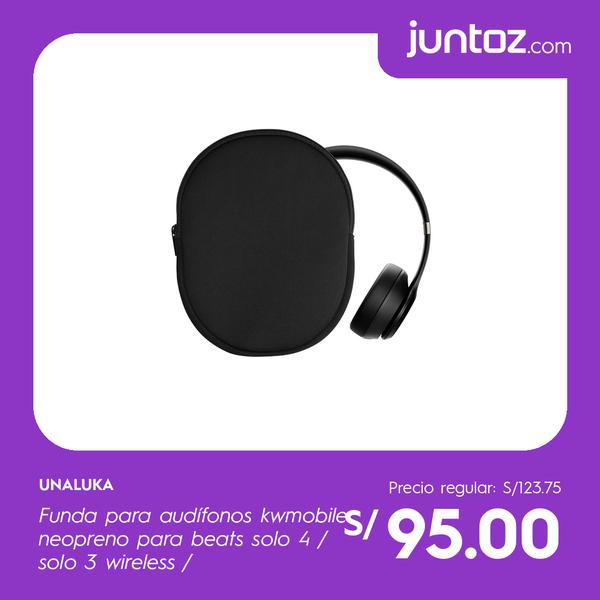 juntoz.com
UNALUKA
Funda para audífonos kwmobile
neopreno para beats solo 4 /
solo 3 wireless /
Precio regular: S/123.75
S/ 95.00